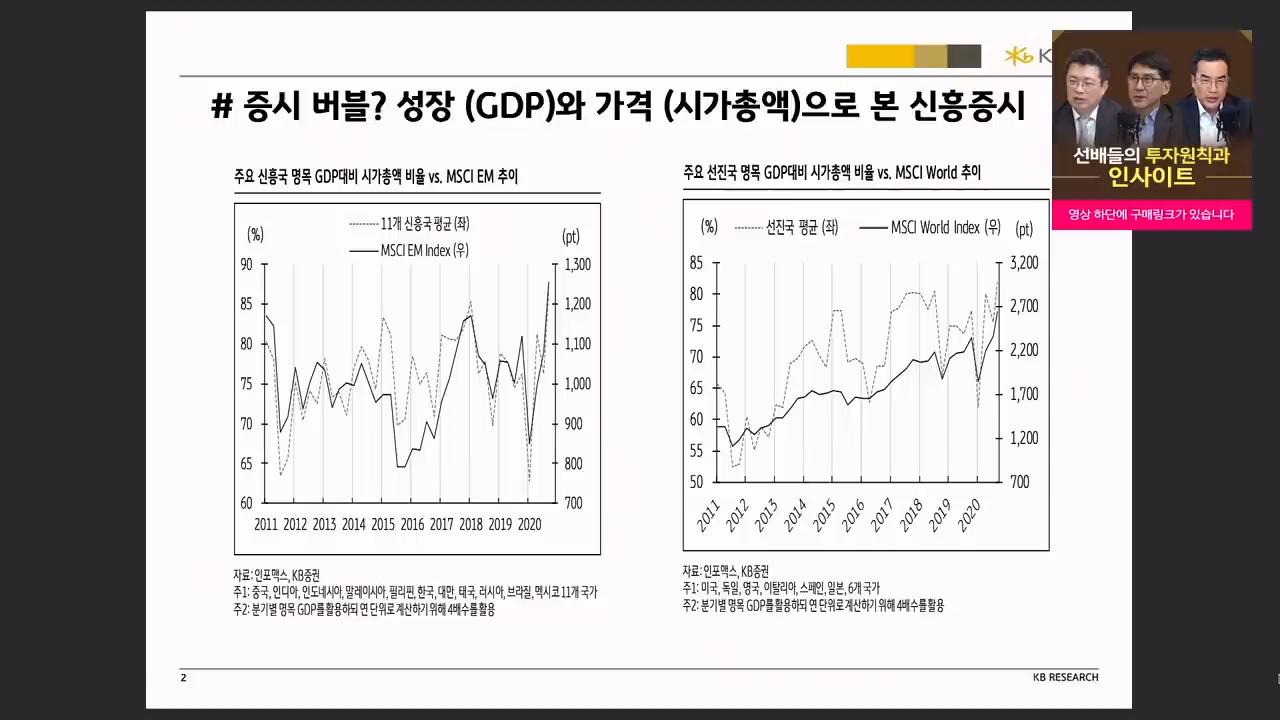 K
# 증시 버블? 성장 (GDP)와 가격 (시가총액)으로 본 신흥증시
선배들의 투자원칙과
인사이트
영상 하단에 구매링크가 있습니다
주요 신흥국 명목 GDP대비 시가총액 비율 vs. MSCI EM 추이
(%)
11개 신흥국 평균 (좌)
MSCI EM Index (우)
(pt)
90
85
80
75
70
65
60
1,300
1,200
1,100
1,000
900
800
700
2011 2012 2013 2014 2015 2016 2017 2018 2019 2020
자료: 인포맥스, KB증권
주1: 중국, 인디아, 인도네시아, 말레이시아, 필리핀, 한국, 대만, 태국, 러시아, 브라질, 멕시코 11개 국가
주2: 분기별 명목 GDP를 활용하되 연 단위로 계산하기 위해 4배수를 활용
주요 선진국 명목 GDP대비 시가총액 비율 vs. MSCI World 추이
(%)
선진국 평균 (좌)
MSCI World Index (우)
(pt)
85
80
75
70
65
60
55
50
3,200
2,700
2,200
1,700
1,200
700
2011 2012 2013 2014 2015 2016 2017 2018 2019 2020
자료: 인포맥스, KB증권
주1: 미국, 독일, 영국, 이탈리아, 스페인, 일본, 6개 국가
주2: 분기별 명목 GDP를 활용하되 연 단위로 계산하기 위해 4배수를 활용
2
KB RESEARCH